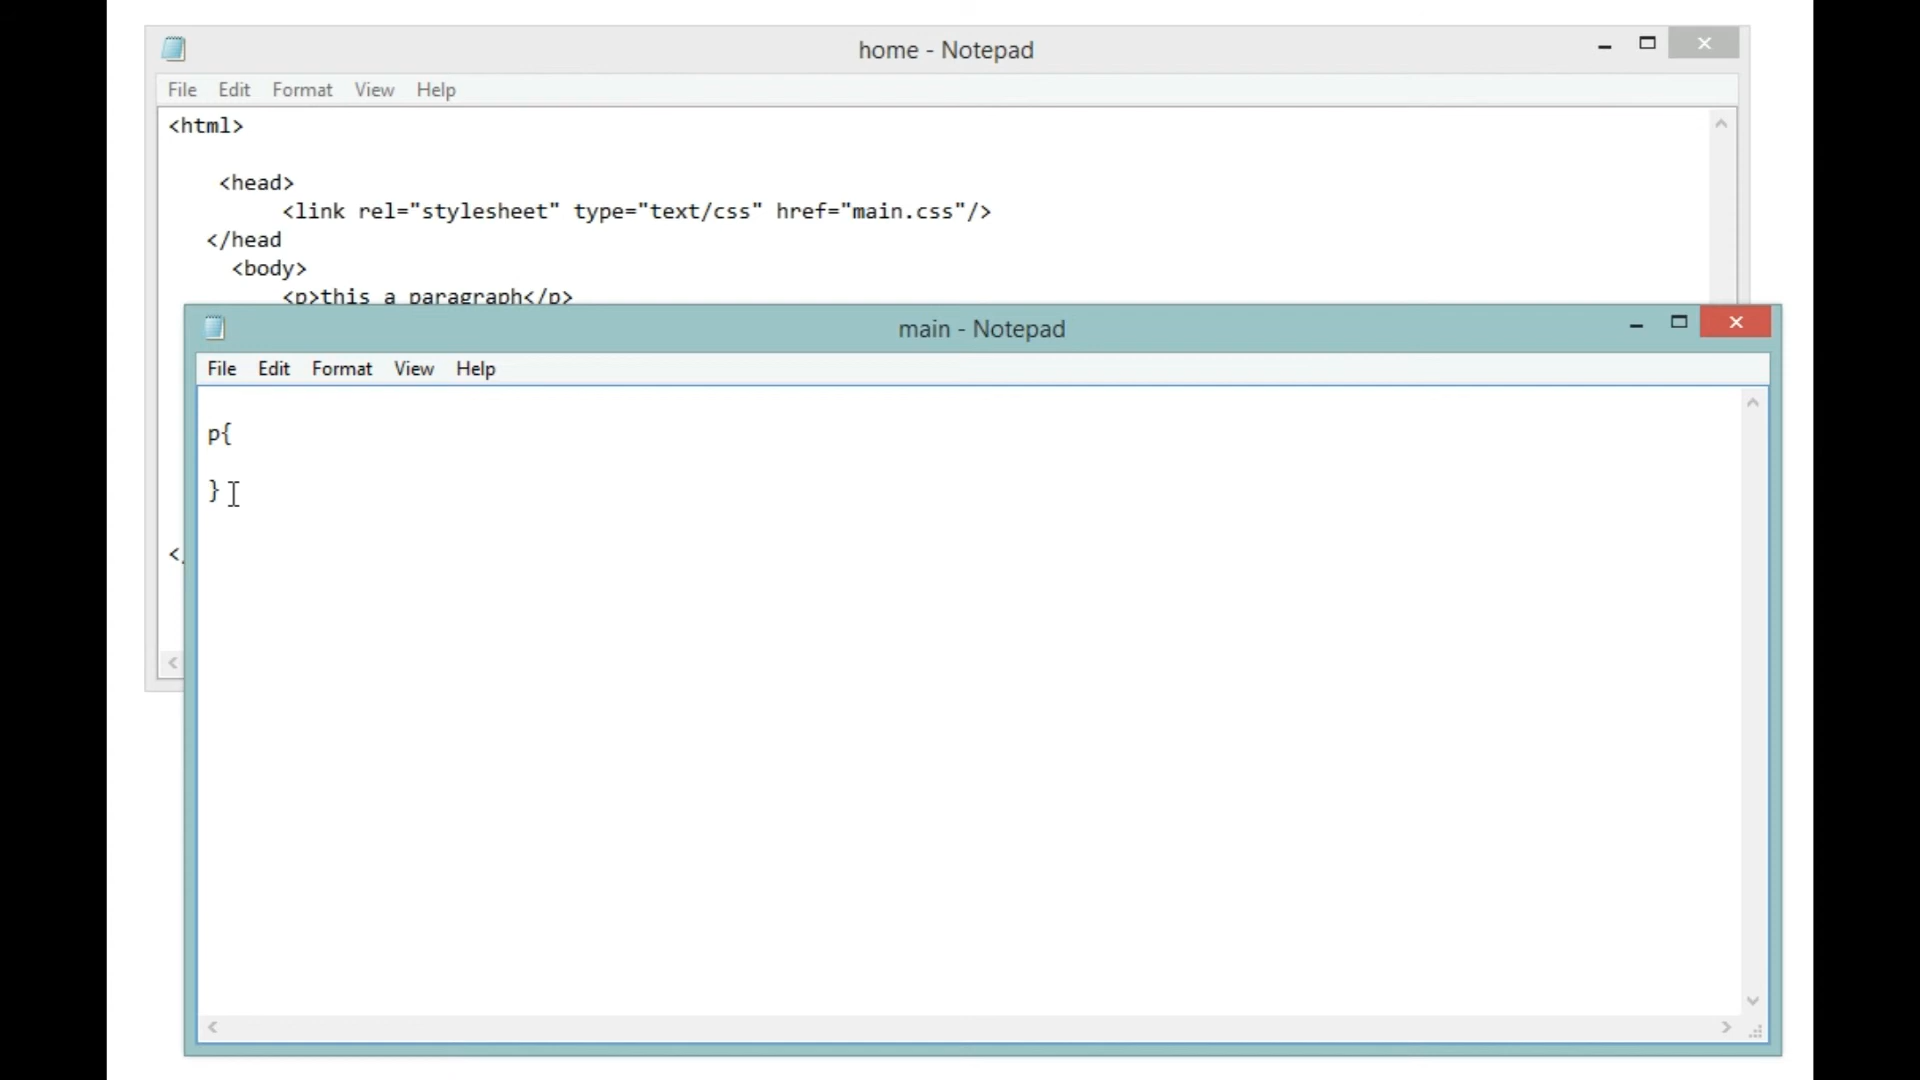 home - Notepad
File Edit Format View Help
<html>
<head>
<link rel="stylesheet" type="text/css" href="main.css"/>
</head
<body>
<p>this a paragraph</p>
main - Notepad
File Edit Format View Help
p{
}